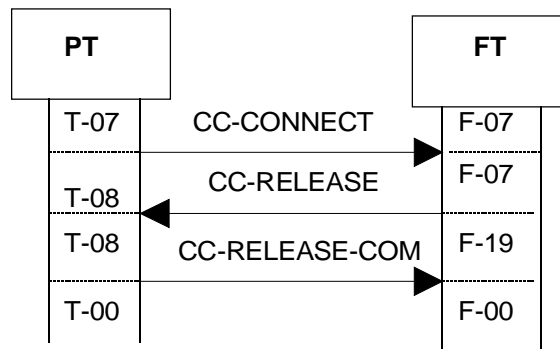 PT FT
T-07 CC-CONNECT F-07
T-08 CC-RELEASE F-07
T-08 CC-RELEASE-COM F-19
T-00 F-00